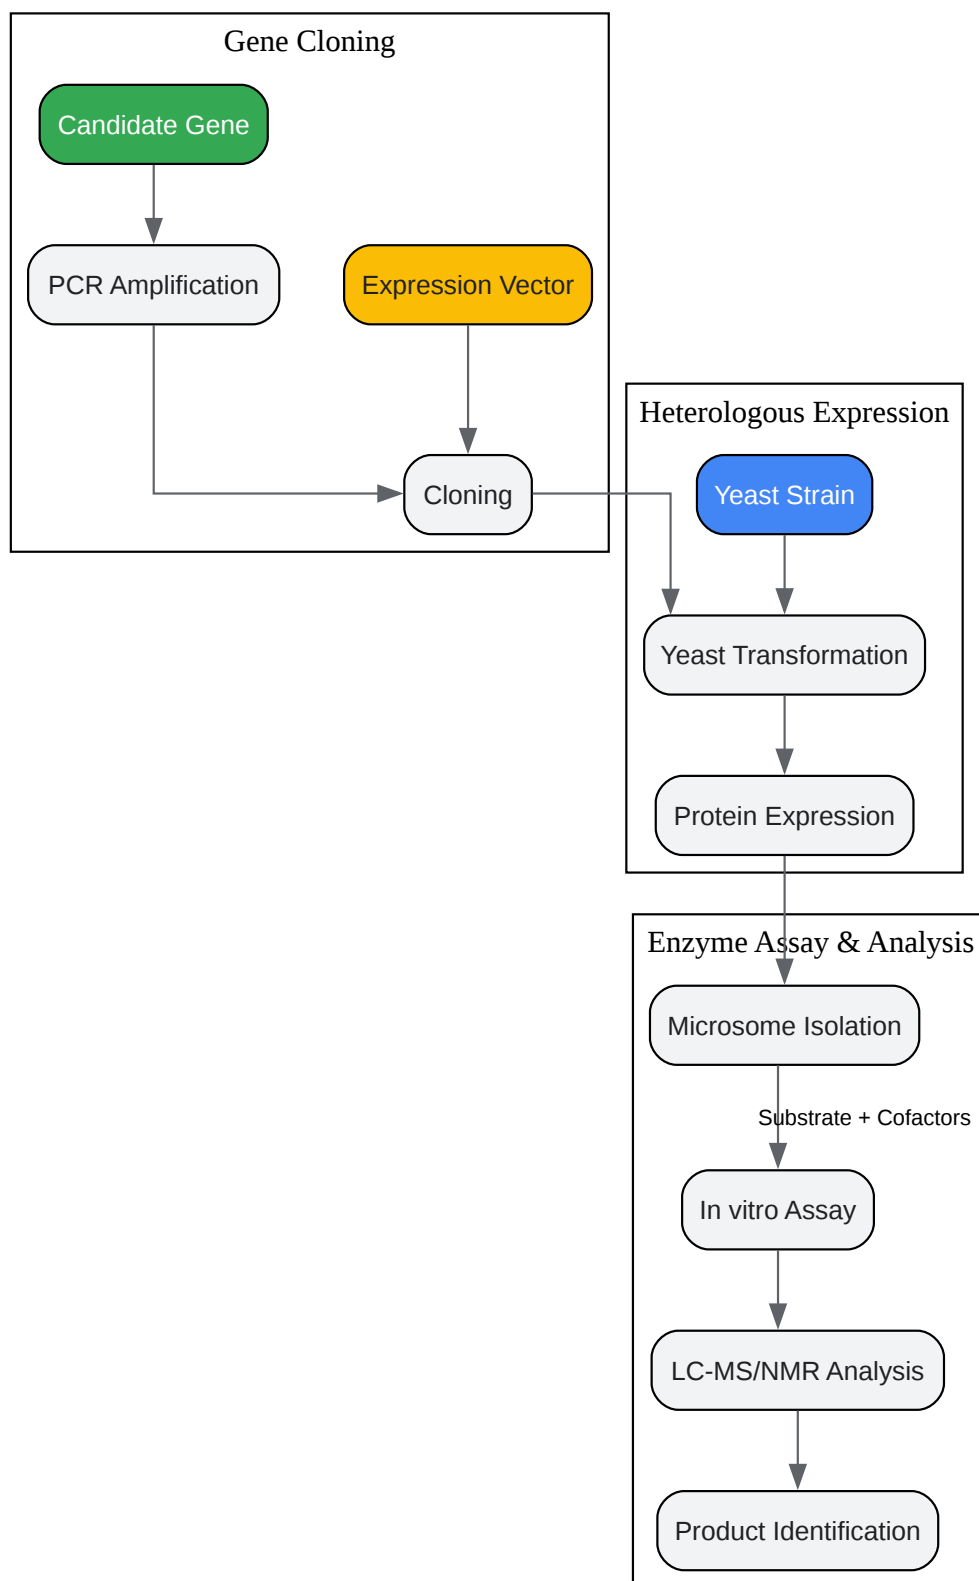 Gene Cloning
Candidate Gene
PCR Amplification
Expression Vector
Cloning
Heterologous Expression
Yeast Strain
Yeast Transformation
Protein Expression
Enzyme Assay & Analysis
Microsome Isolation
Substrate + Cofactors
In vitro Assay
LC-MS/NMR Analysis
Product Identification